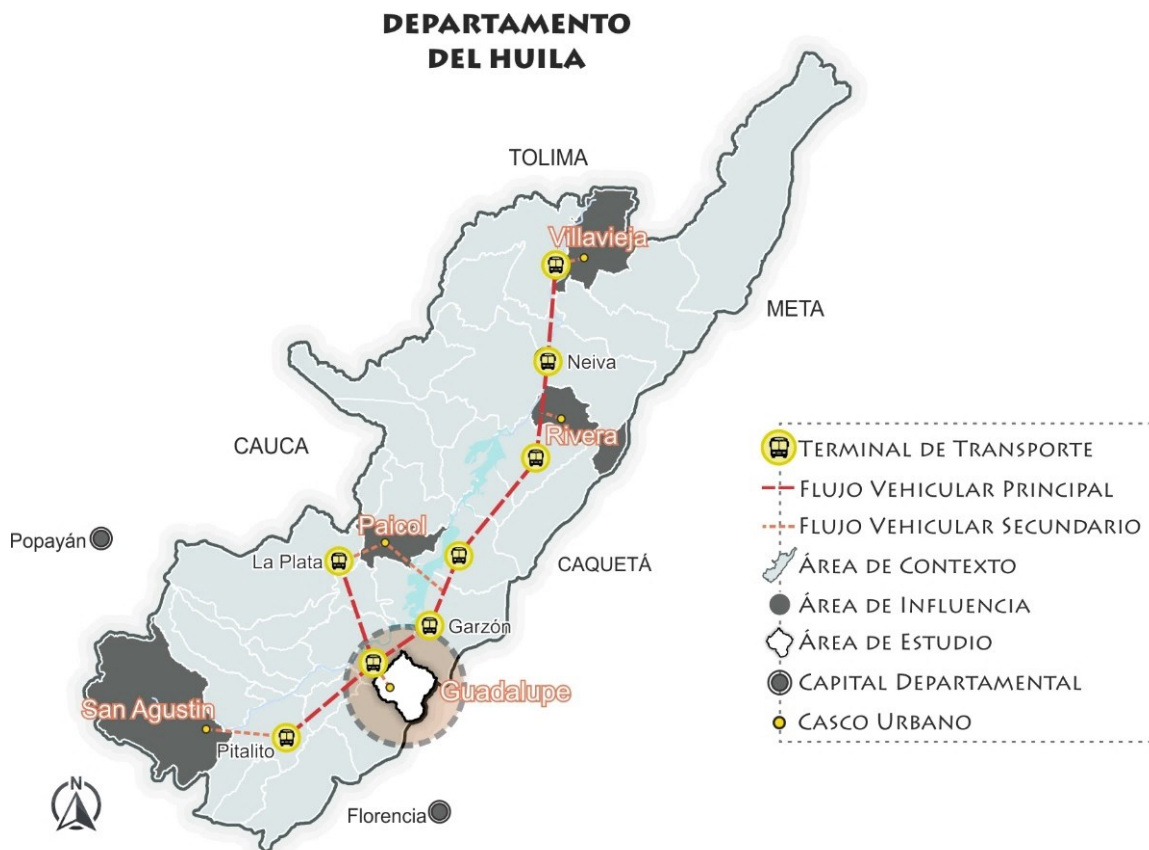 DEPARTAMENTO
DEL HUILA
TOLIMA
Villavieja
META
Neiva
Rivera
CAUCA
Paicol
Popayán
La Plata
CAQUETÁ
Garzón
Guadalupe
San Agustin
Pitalito
Florencia
N
TERMINAL DE TRANSPORTE
FLUJO VEHICULAR PRINCIPAL
FLUJO VEHICULAR SECUNDARIO
ÁREA DE CONTEXTO
ÁREA DE INFLUENCIA
ÁREA DE ESTUDIO
CAPITAL DEPARTAMENTAL
CASCO URBANO